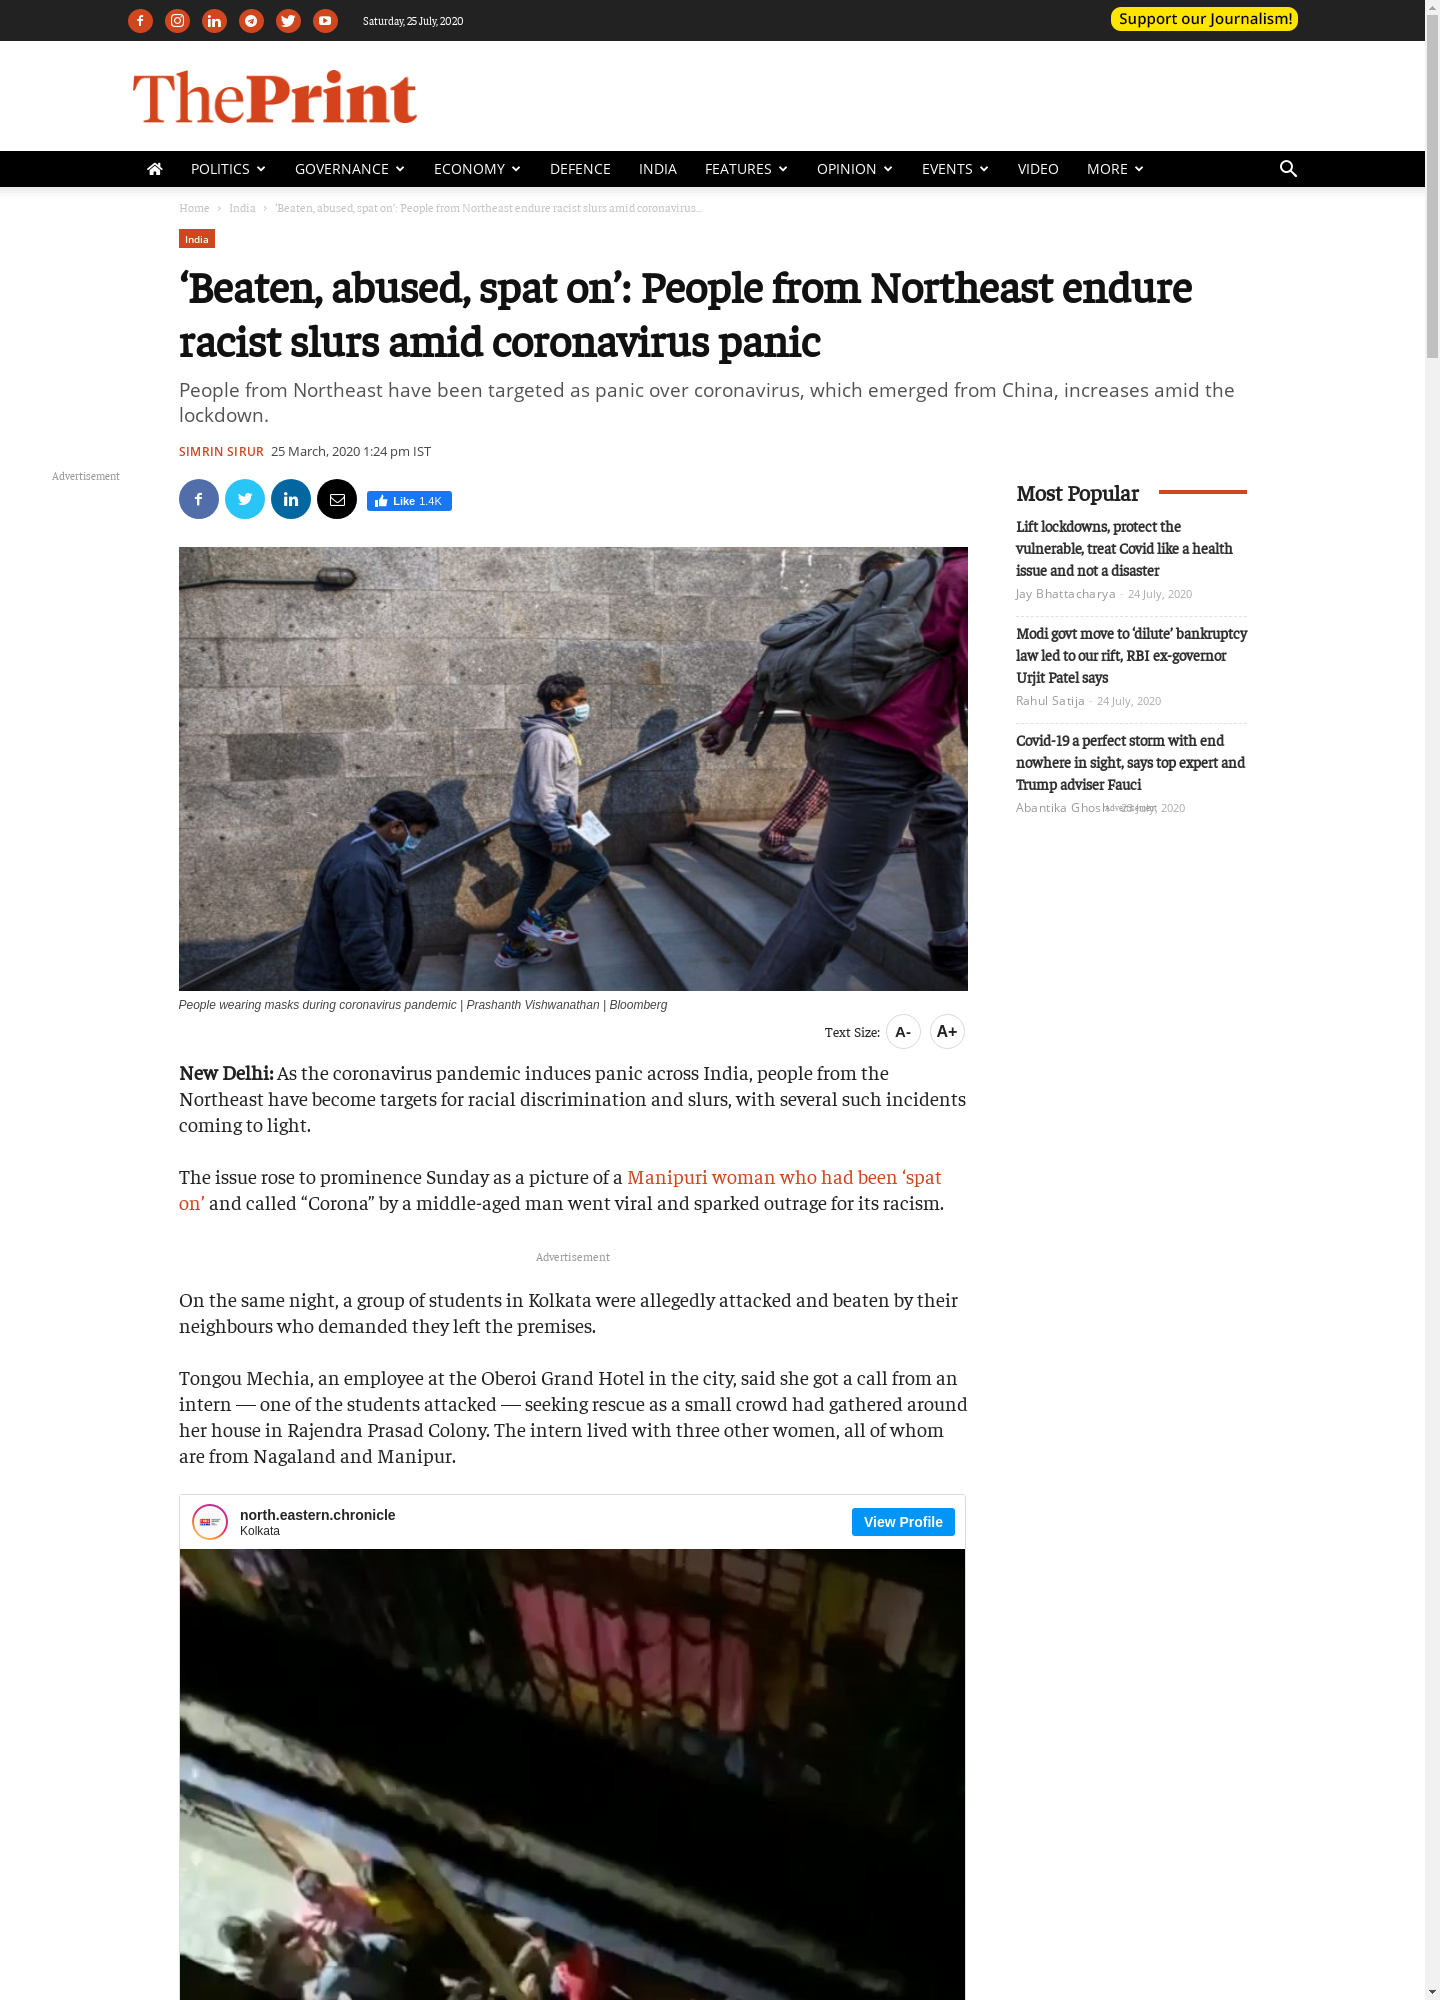 Saturday, 25 July, 2020
Support our Journalism!
ThePrint
POLITICS GOVERNANCE ECONOMY DEFENCE INDIA FEATURES OPINION EVENTS VIDEO MORE
Home › India › ‘Beaten, abused, spat on’: People from Northeast endure racist slurs amid coronavirus...
India
‘Beaten, abused, spat on’: People from Northeast endure
racist slurs amid coronavirus panic
People from Northeast have been targeted as panic over coronavirus, which emerged from China, increases amid the
lockdown.
SIMRIN SIRUR 25 March, 2020 1:24 pm IST
Advertisement
Like 1.4K
People wearing masks during coronavirus pandemic | Prashanth Vishwanathan | Bloomberg
Text Size: A- A+
New Delhi: As the coronavirus pandemic induces panic across India, people from the
Northeast have become targets for racial discrimination and slurs, with several such incidents
coming to light.
The issue rose to prominence Sunday as a picture of a Manipuri woman who had been ‘spat
on’ and called “Corona” by a middle-aged man went viral and sparked outrage for its racism.
Advertisement
On the same night, a group of students in Kolkata were allegedly attacked and beaten by their
neighbours who demanded they left the premises.
Tongou Mechia, an employee at the Oberoi Grand Hotel in the city, said she got a call from an
intern — one of the students attacked — seeking rescue as a small crowd had gathered around
her house in Rajendra Prasad Colony. The intern lived with three other women, all of whom
are from Nagaland and Manipur.
north.eastern.chronicle
Kolkata
View Profile
Most Popular
Lift lockdowns, protect the
vulnerable, treat Covid like a health
issue and not a disaster
Jay Bhattacharya - 24 July, 2020
Modi govt move to ‘dilute’ bankruptcy
law led to our rift, RBI ex-governor
Urjit Patel says
Rahul Satija - 24 July, 2020
Covid-19 a perfect storm with end
nowhere in sight, says top expert and
Trump adviser Fauci
Abantika Ghosh - 23 July, 2020
Advertisement